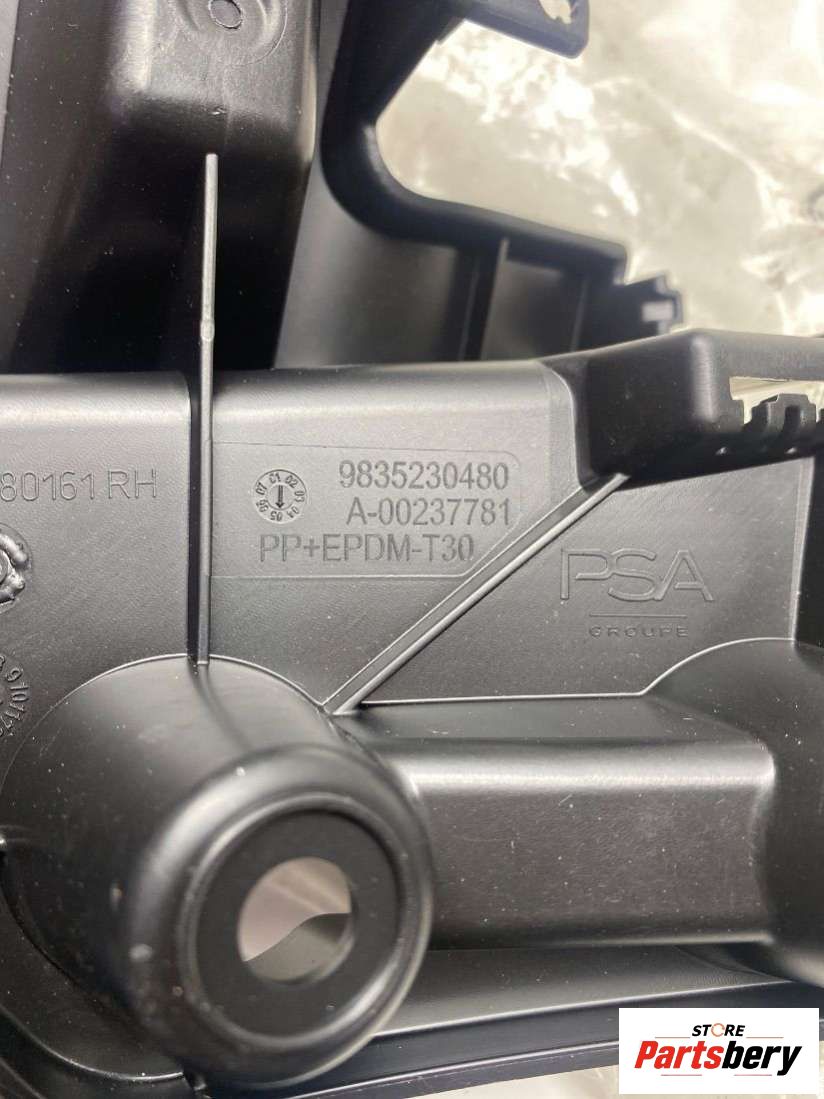 80161 RH
9835230480
A-00237781
PP+EPDM-T30
PSA
GROUPE
STORE
Partsbery